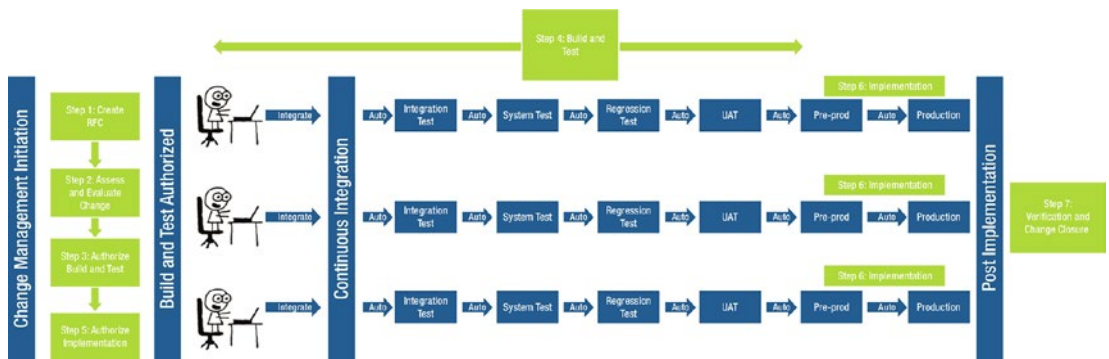 Step 4: Build and
Test
Change Management Initiation
Step 1: Create
RFC
Step 2: Assess
and Evaluate
Change
Step 3: Authorize
Build and Test
Step 5: Authorize
Implementation
Build and Test Authorized
Continuous Integration
Step 6: Implementation
Integrate
Auto
Integration
Test
Auto
System Test
Auto
Regression
Test
Auto
UAT
Auto
Pre-prod
Auto
Production
Step 6: Implementation
Integrate
Auto
Integration
Test
Auto
System Test
Auto
Regression
Test
Auto
UAT
Auto
Pre-prod
Auto
Production
Step 6: Implementation
Integrate
Auto
Integration
Test
Auto
System Test
Auto
Regression
Test
Auto
UAT
Auto
Pre-prod
Auto
Production
Post Implementation
Step 7:
Verification and
Change Closure